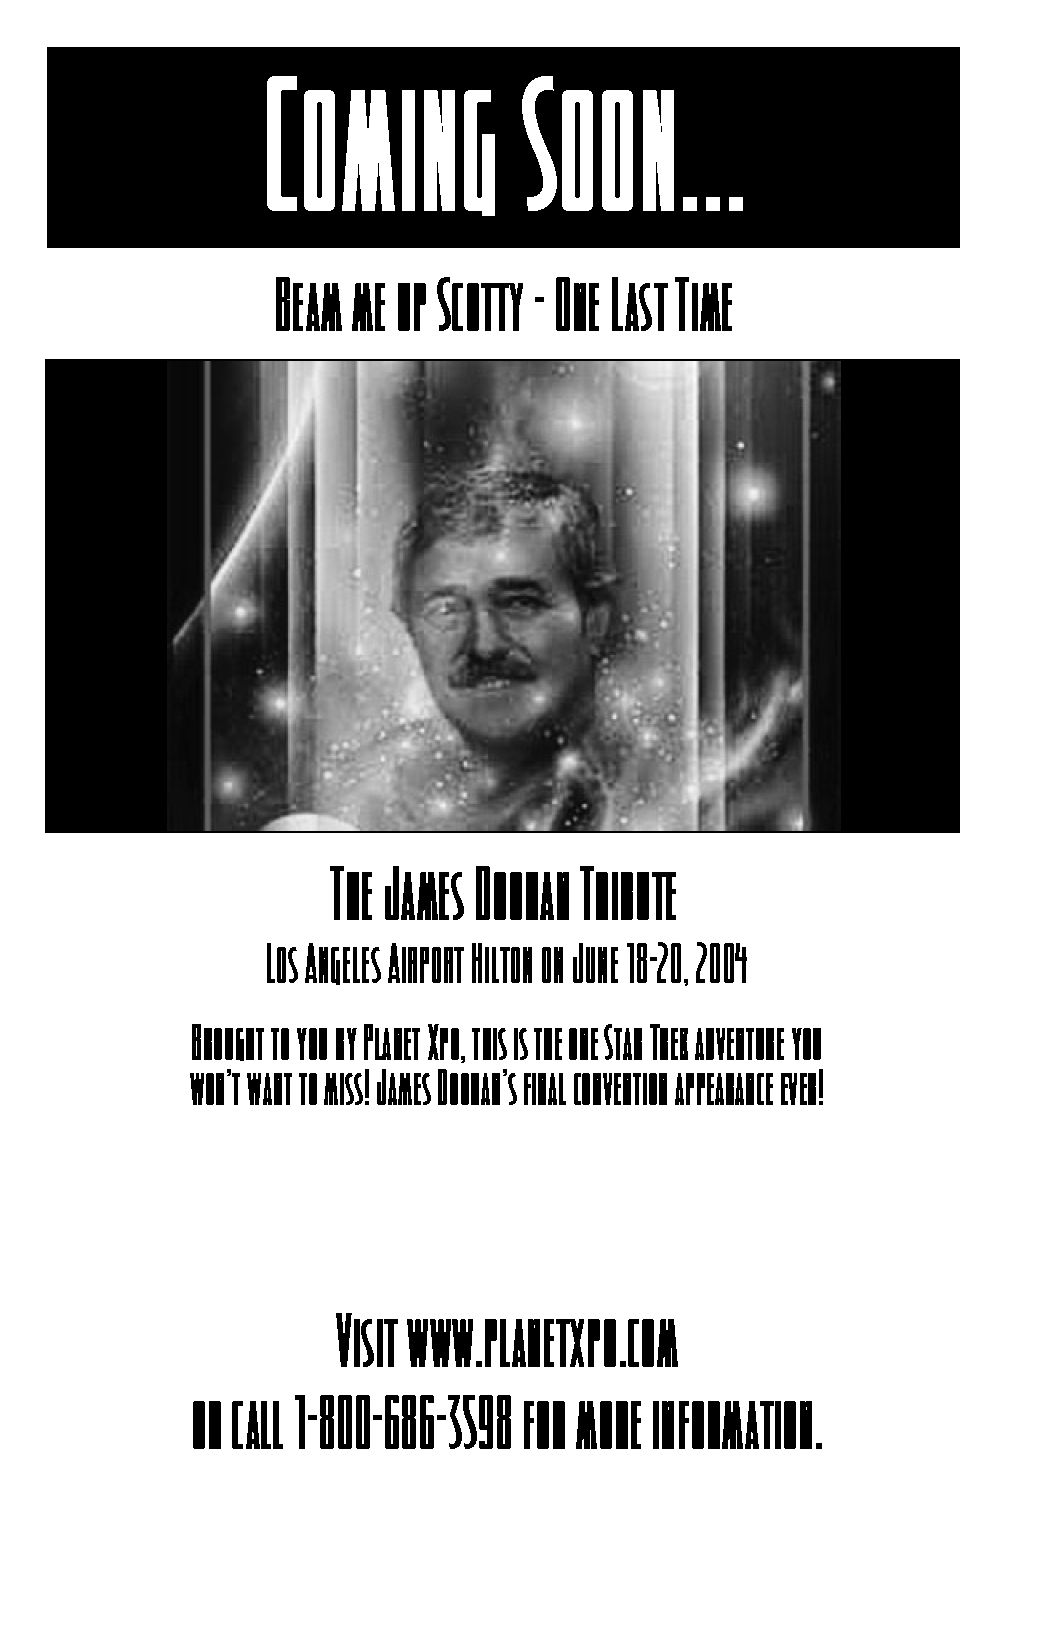 Coming Soon...
Beam me up Scotty - One Last Time
The James Doohan Tribute
Los Angeles Airport Hilton on June 18-20, 2004
Brought to you by Planet Xpo, this is the one Star Trek adventure you
won't want to miss! James Doohan's final convention appearance ever!
Visit www.planetxpo.com
or call 1-800-686-3598 for more information.